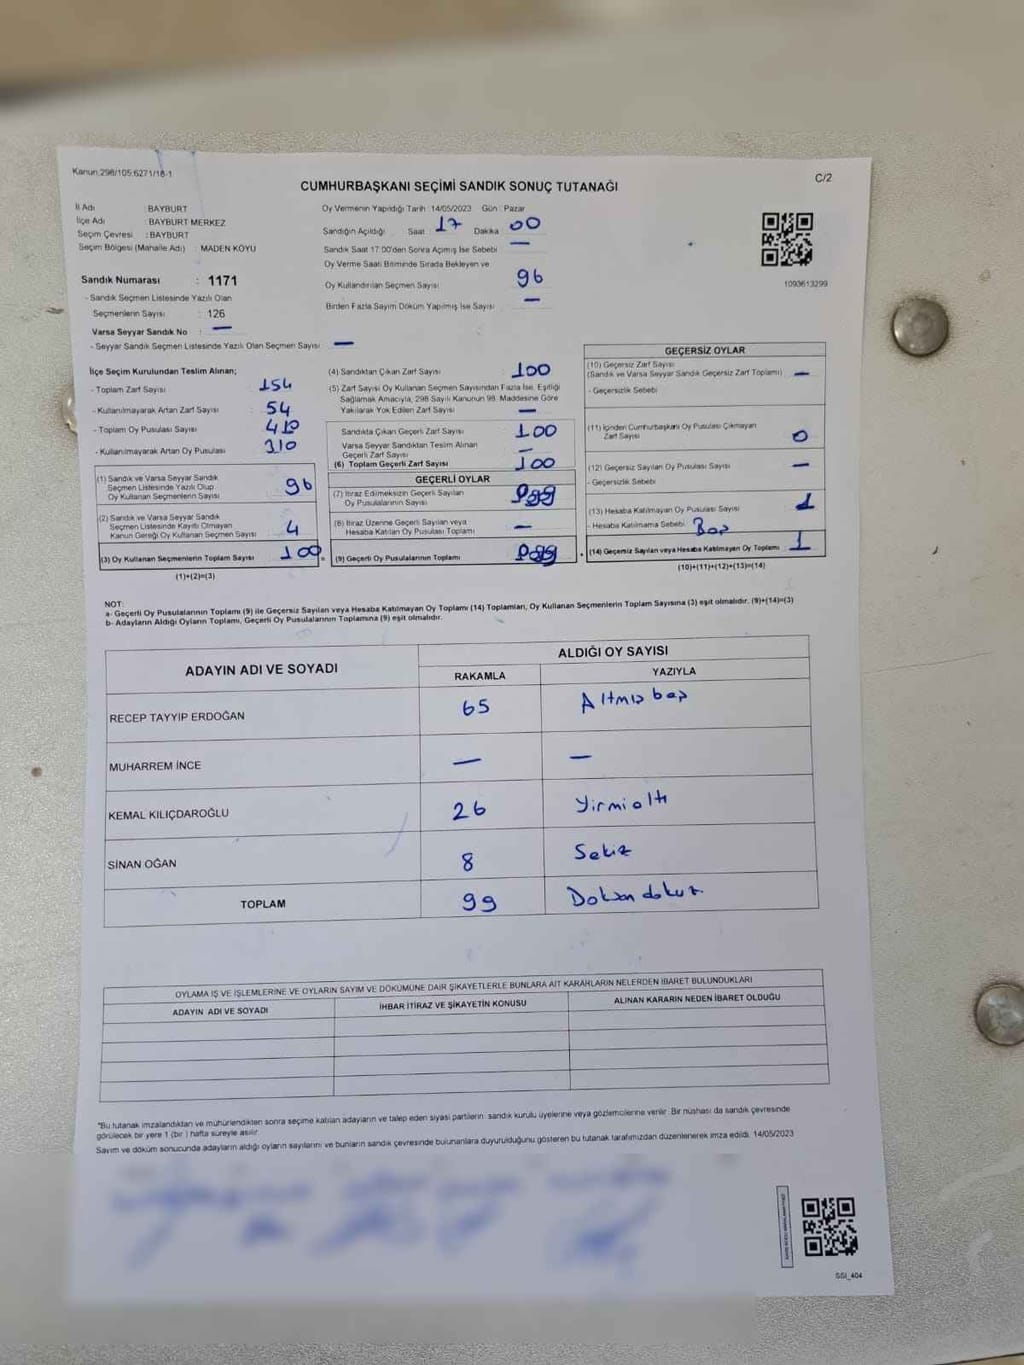 Kanun:298/105,6271/18-1
C/2
CUMHURBAŞKANI SEÇİMİ SANDIK SONUÇ TUTANAĞI
İl Adı : BAYBURT
İlçe Adı : BAYBURT MERKEZ
Seçim Çevresi : BAYBURT
Seçim Bölgesi (Mahalle Adı) : MADEN KÖYÜ
Sandık Numarası : 1171
- Sandık Seçmen Listesinde Yazılı Olan
Seçmenlerin Sayısı : 126
Varsa Seyyar Sandık No : —
- Seyyar Sandık Seçmen Listesinde Yazılı Olan Seçmen Sayısı —
Oy Vermenin Yapıldığı Tarih : 14/05/2023 Gün : Pazar
Sandığın Açıldığı : Saat 17 Dakika 00
Sandık Saat 17.00'den Sonra Açılmış İse Sebebi —
Oy Verme Saati Bitiminde Sırada Bekleyen ve
Oy Kullandırılan Seçmen Sayısı 96
Birden Fazla Sayım Döküm Yapılmış İse Sayısı —
1093613299
İlçe Seçim Kurulundan Teslim Alınan;
- Toplam Zarf Sayısı 154
- Kullanılmayarak Artan Zarf Sayısı 54
- Toplam Oy Pusulası Sayısı
- Kullanılmayarak Artan Oy Pusulası 310
(1) Sandık ve Varsa Seyyar Sandık
Seçmen Listesinde Yazılı Olup
Oy Kullanan Seçmenlerin Sayısı 96
(2) Sandık ve Varsa Seyyar Sandık
Seçmen Listesinde Kayıtlı Olmayan
Kanun Gereği Oy Kullanan Seçmen Sayısı 4
(3) Oy Kullanan Seçmenlerin Toplam Sayısı 100
(1)+(2)=(3)
(4) Sandıktan Çıkan Zarf Sayısı 100
(5) Zarf Sayısı Oy Kullanan Seçmen Sayısından Fazla İse, Eşitliği
Sağlamak Amacıyla, 298 Sayılı Kanunun 98. Maddesine Göre
Yakılarak Yok Edilen Zarf Sayısı —
Sandıkta Çıkan Geçerli Zarf Sayısı 100
Varsa Seyyar Sandıktan Teslim Alınan
Geçerli Zarf Sayısı —
(6) Toplam Geçerli Zarf Sayısı 100
GEÇERLİ OYLAR
(7) İtiraz Edilmeksizin Geçerli Sayılan
Oy Pusulalarının Sayısı
(8) İtiraz Üzerine Geçerli Sayılan veya
Hesaba Katılan Oy Pusulası Toplamı —
(9) Geçerli Oy Pusulalarının Toplamı
GEÇERSİZ OYLAR
(10) Geçersiz Zarf Sayısı
(Sandık ve Varsa Seyyar Sandık Geçersiz Zarf Toplamı) —
- Geçersizlik Sebebi
(11) İçinden Cumhurbaşkanı Oy Pusulası Çıkmayan
Zarf Sayısı 0
(12) Geçersiz Sayılan Oy Pusulası Sayısı —
- Geçersizlik Sebebi
(13) Hesaba Katılmayan Oy Pusulası Sayısı 1
- Hesaba Katılmama Sebebi Boş
(14) Geçersiz Sayılan veya Hesaba Katılmayan Oy Toplamı 1
(10)+(11)+(12)+(13)=(14)
NOT:
a- Geçerli Oy Pusulalarının Toplamı (9) ile Geçersiz Sayılan veya Hesaba Katılmayan Oy Toplamı (14) Toplamları, Oy Kullanan Seçmenlerin Toplam Sayısına (3) eşit olmalıdır. (9)+(14)=(3)
b- Adayların Aldığı Oyların Toplamı, Geçerli Oy Pusulalarının Toplamına (9) eşit olmalıdır.
ADAYIN ADI VE SOYADI
ALDIĞI OY SAYISI
RAKAMLA YAZIYLA
RECEP TAYYİP ERDOĞAN 65 Altmış beş
MUHARREM İNCE — —
KEMAL KILIÇDAROĞLU 26 Yirmi altı
SİNAN OĞAN 8 Sekiz
TOPLAM 99 Doksan dokuz
OYLAMA İŞ VE İŞLEMLERİNE VE OYLARIN SAYIM VE DÖKÜMÜNE DAİR ŞİKAYETLERLE BUNLARA AİT KARARLARIN NELERDEN İBARET BULUNDUKLARI
ADAYIN ADI VE SOYADI İHBAR İTİRAZ VE ŞİKAYETİN KONUSU ALINAN KARARIN NEDEN İBARET OLDUĞU
*Bu tutanak imzalandıktan ve mühürlendikten sonra seçime katılan adayların ve talep eden siyasi partilerin sandık kurulu üyelerine veya gözlemcilerine verilir. Bir nüshası da sandık çevresinde
görülecek bir yere 1 (bir) hafta süreyle asılır.
Sayım ve döküm sonucunda adayların aldığı oyların sayılarını ve bunların sandık çevresinde bulunanlara duyurulduğunu gösteren bu tutanak tarafımızdan düzenlenerek imza edildi. 14/05/2023
SSI_404